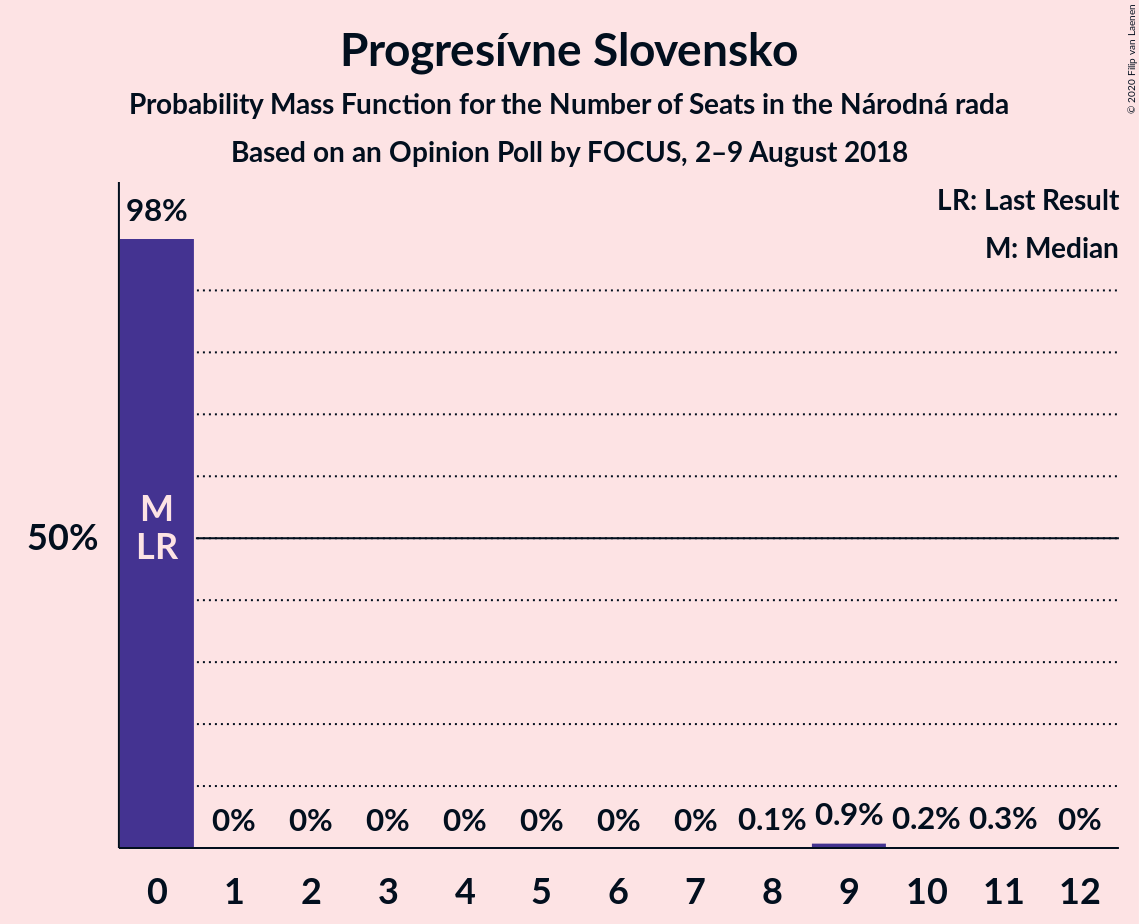 Progresívne Slovensko
Probability Mass Function for the Number of Seats in the Národná rada
Based on an Opinion Poll by FOCUS, 2–9 August 2018
© 2020 Filip van Laenen
LR: Last Result
M: Median
98%
M
LR
50%
0% 0% 0% 0% 0% 0% 0% 0.1% 0.9% 0.2% 0.3% 0%
0 1 2 3 4 5 6 7 8 9 10 11 12